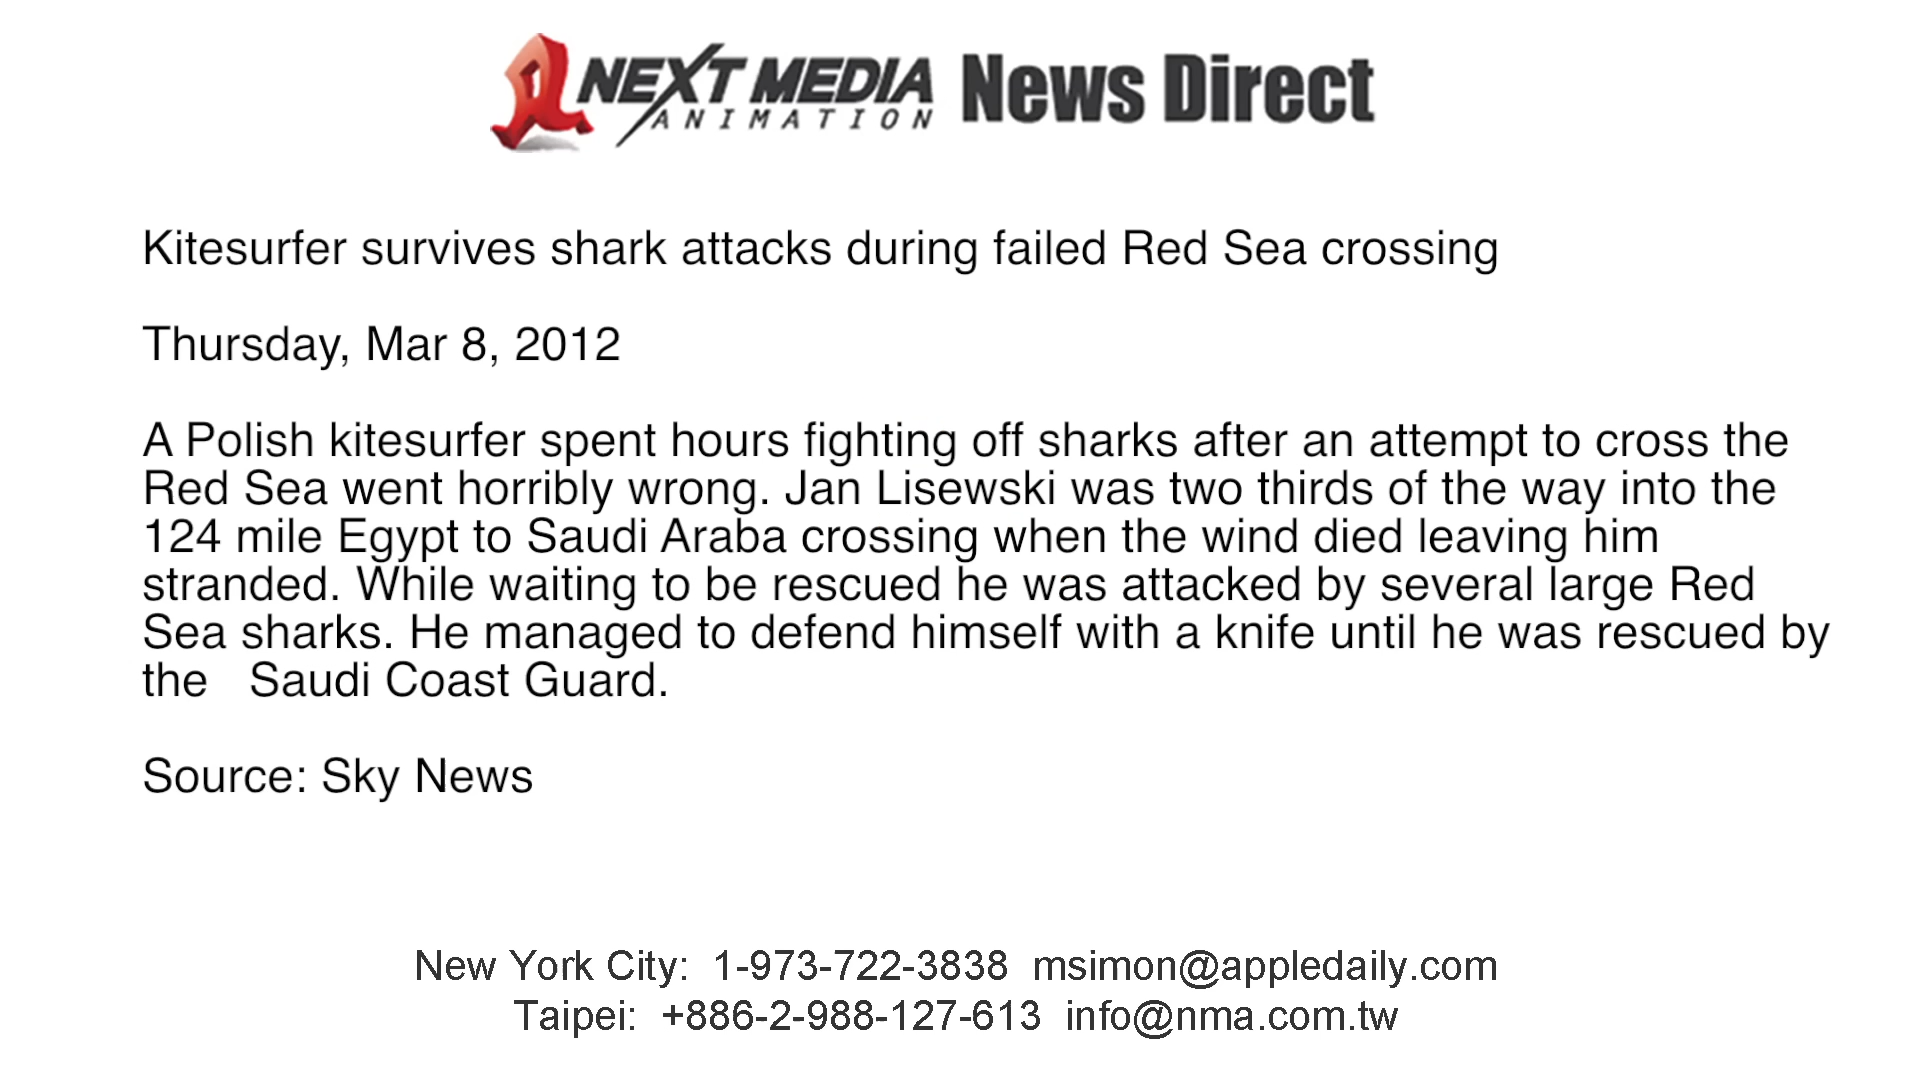 NEXT MEDIA News Direct
ANIMATION
Kitesurfer survives shark attacks during failed Red Sea crossing
Thursday, Mar 8, 2012
A Polish kitesurfer spent hours fighting off sharks after an attempt to cross the
Red Sea went horribly wrong. Jan Lisewski was two thirds of the way into the
124 mile Egypt to Saudi Araba crossing when the wind died leaving him
stranded. While waiting to be rescued he was attacked by several large Red
Sea sharks. He managed to defend himself with a knife until he was rescued by
the   Saudi Coast Guard.
Source: Sky News
New York City:  1-973-722-3838  msimon@appledaily.com
Taipei:  +886-2-988-127-613  info@nma.com.tw